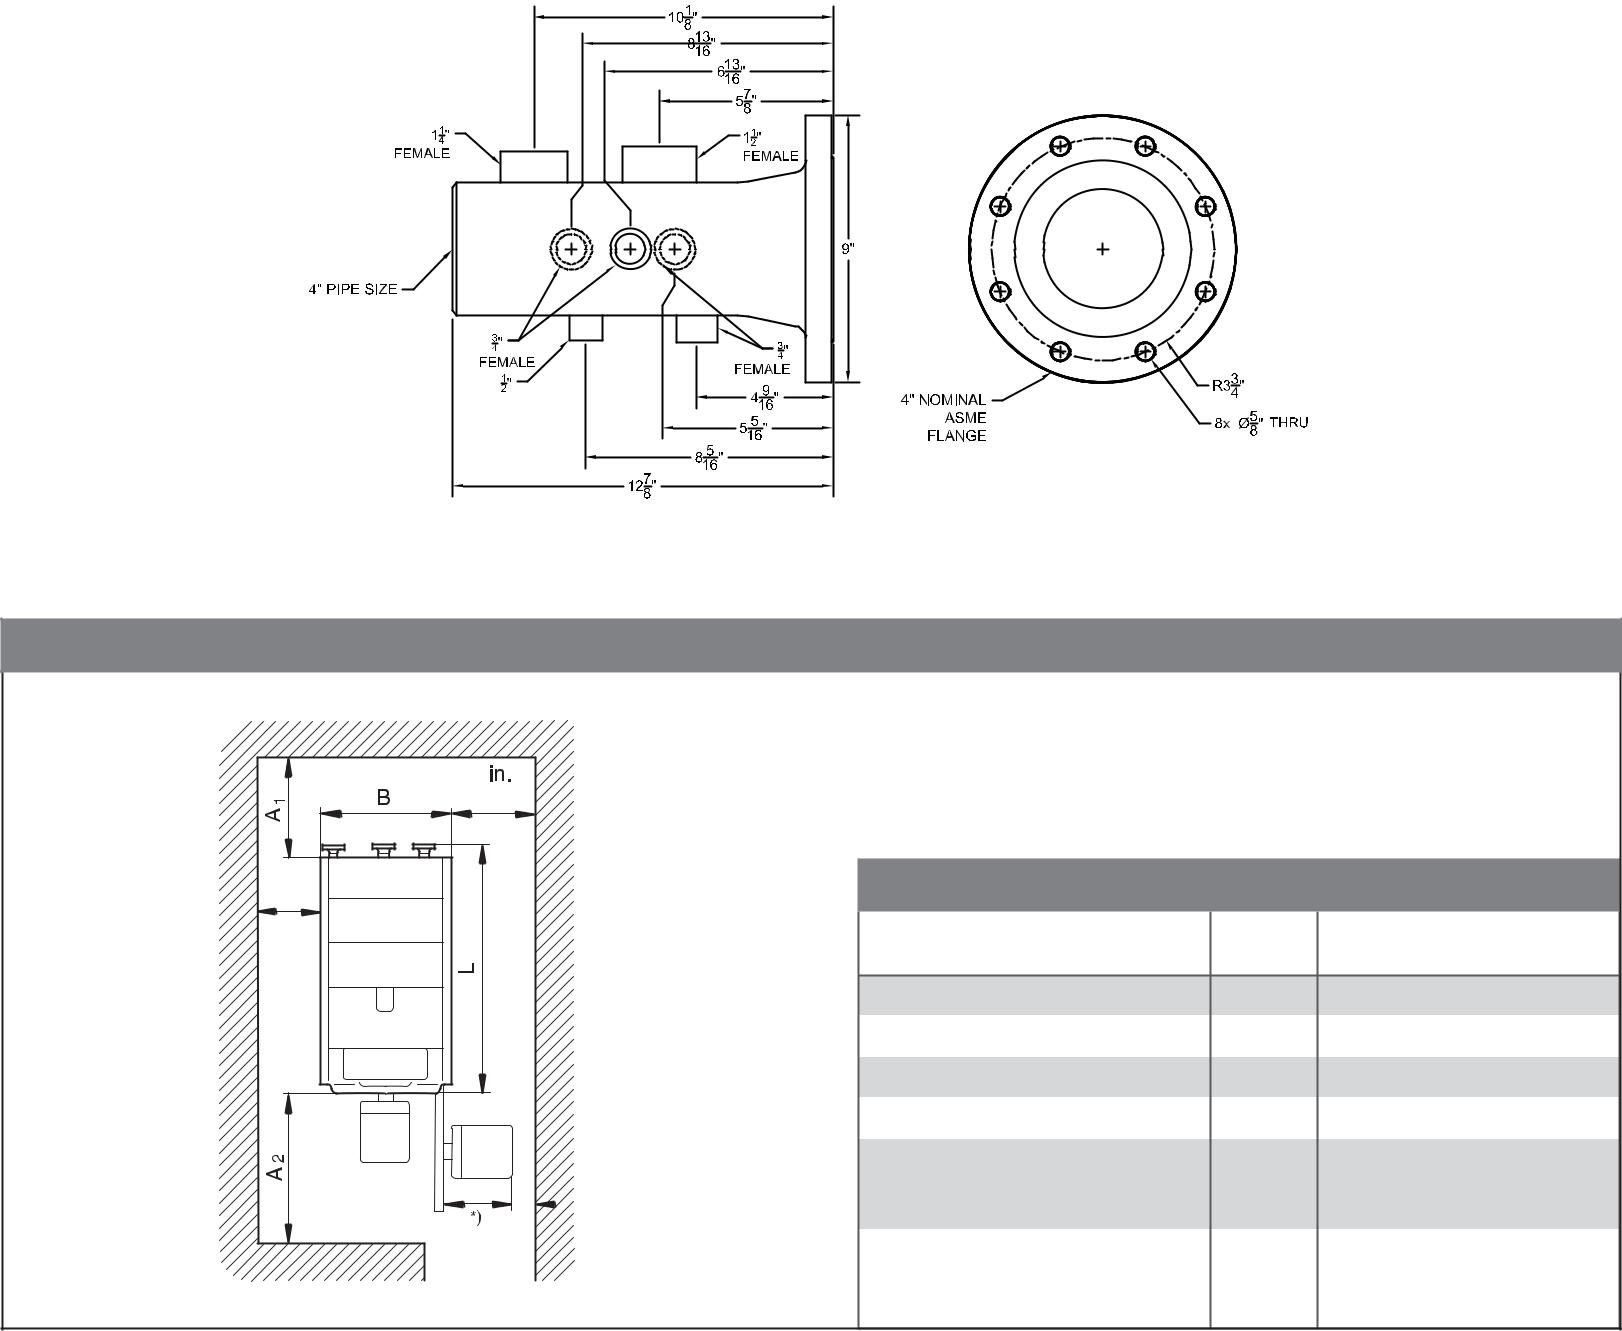 10 1/8"
8 13/16"
6 13/16"
5 7/8"
1 1/4"
FEMALE
1 1/2"
FEMALE
9"
4" PIPE SIZE
3/4"
FEMALE
1/2"
3/4"
FEMALE
4 9/16"
5 5/16"
8 5/16"
12 7/8"
R3 3/4"
4" NOMINAL
ASME
FLANGE
8x Ø 5/8" THRU
in.
B
A1
L
A2
*)